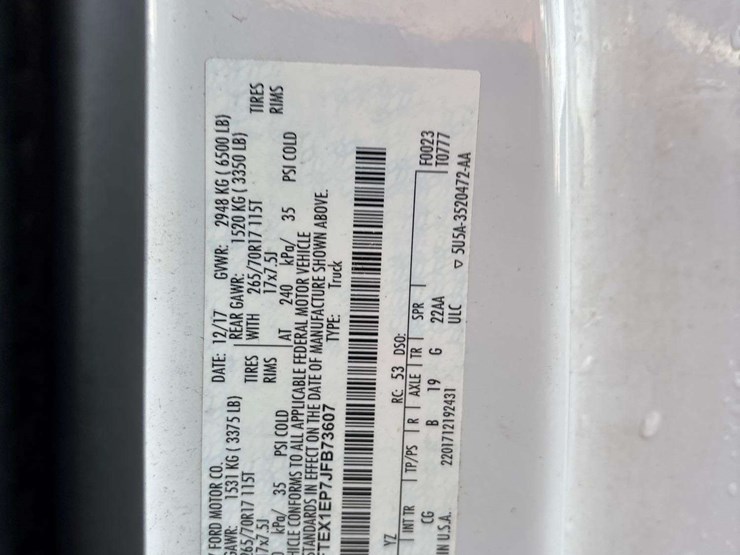 FORD MOTOR CO. DATE: 12/17 GVWR: 2948 KG ( 6500 LB)
GAWR: 1531 KG ( 3375 LB) REAR GAWR: 1520 KG ( 3350 LB)
265/70R17 115T TIRES WITH 265/70R17 115T TIRES
17x7.5J RIMS 17x7.5J RIMS
kPa/ 35 PSI COLD AT 240 kPa/ 35 PSI COLD
VEHICLE CONFORMS TO ALL APPLICABLE FEDERAL MOTOR VEHICLE
STANDARDS IN EFFECT ON THE DATE OF MANUFACTURE SHOWN ABOVE.
FTEX1EP7JFB73607 TYPE: Truck
YZ RC: 53 DSO: F0023
INT TR TP/PS R AXLE TR SPR T0777
CG B 19 G 22AA
IN U.S.A. 2201712192431 ULC
▽ 5U5A-3520472-AA